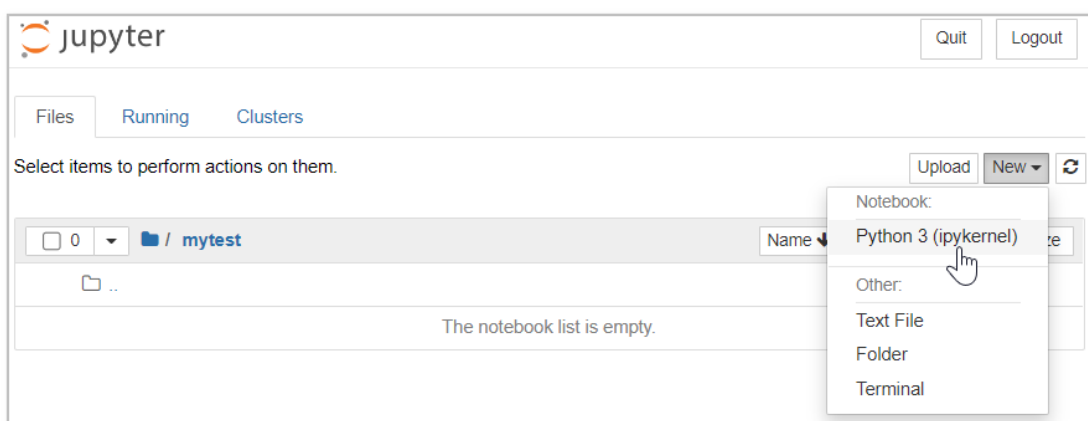 jupyter
Quit Logout
Files Running Clusters
Select items to perform actions on them.
Upload New
Notebook:
0 / mytest Name Python 3 (ipykernel) ze
..
Other:
The notebook list is empty. Text File
Folder
Terminal